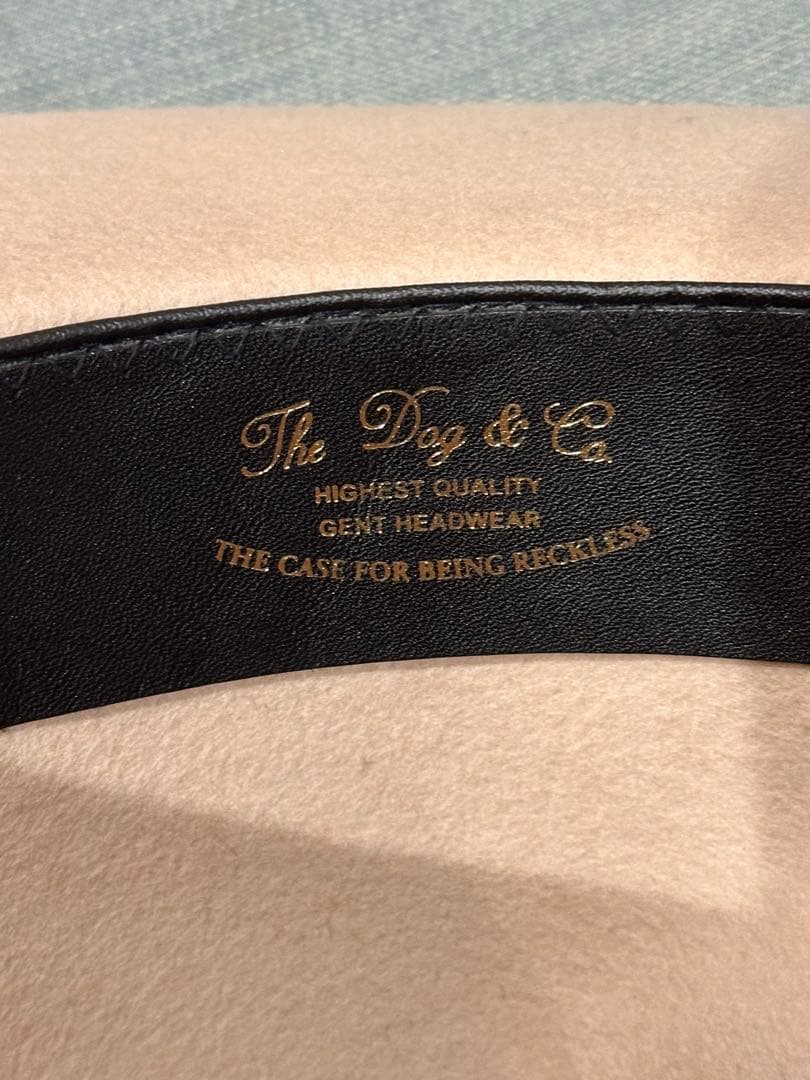 The Dog & Co.
HIGHEST QUALITY
GENT HEADWEAR
THE CASE FOR BEING RECKLESS